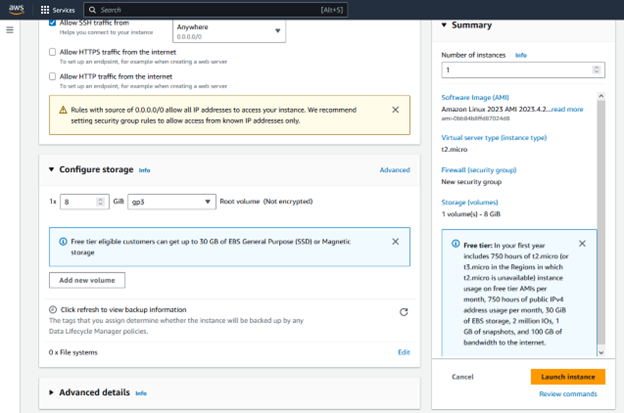 aws
Services
Search
[Alt+S]
Allow SSH traffic from
Helps you connect to your instance
Anywhere
0.0.0.0/0
Allow HTTPS traffic from the internet
To set up an endpoint, for example when creating a web server
Allow HTTP traffic from the internet
To set up an endpoint, for example when creating a web server
Rules with source of 0.0.0.0/0 allow all IP addresses to access your instance. We recommend
setting security group rules to allow access from known IP addresses only.
Configure storage Info
Advanced
1x 8 GiB gp3 Root volume (Not encrypted)
Free tier eligible customers can get up to 30 GB of EBS General Purpose (SSD) or Magnetic
storage
Add new volume
Click refresh to view backup information
The tags that you assign determine whether the instance will be backed up by any
Data Lifecycle Manager policies.
0 x File systems
Edit
Advanced details Info
Summary
Number of instances Info
1
Software Image (AMI)
Amazon Linux 2023 AMI 2023.4.2...read more
Virtual server type (instance type)
t2.micro
Firewall (security group)
New security group
Storage (volumes)
1 volume(s) - 8 GiB
Free tier: In your first year
includes 750 hours of t2.micro (or
t3.micro in the Regions in which
t2.micro is unavailable) instance
usage on free tier AMIs per
month, 750 hours of public IPv4
address usage per month, 30 GiB
of EBS storage, 2 million IOs, 1
GB of snapshots, and 100 GB of
bandwidth to the internet.
Cancel
Launch instance
Review commands